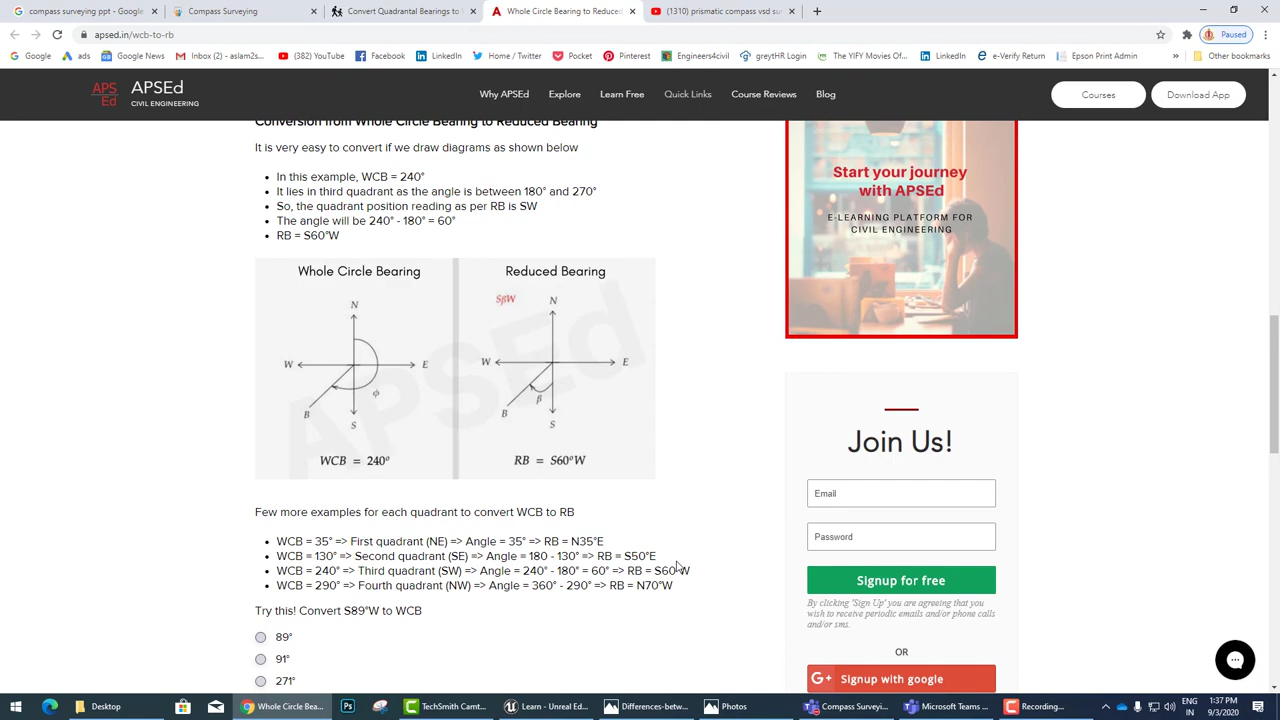 google survey ppt - Google
Compass Surveying
Convert Quadrantal Bearings to
Whole Circle Bearing to Reduced
(1310) prismatic compass vsd su
apsed.in/wcb-to-rb
Paused
Google
ads
Google News
Inbox (2) - aslam2s
(382) YouTube
Facebook
LinkedIn
Home / Twitter
Pocket
Pinterest
Engineers4civil
greytHR Login
The YIFY Movies Of
LinkedIn
e-Verify Return
Epson Print Admin
»
Other bookmarks
APS
Ed
APSEd
CIVIL ENGINEERING
Why APSEd
Explore
Learn Free
Quick Links
Course Reviews
Blog
Courses
Download App
Conversion from Whole Circle Bearing to Reduced Bearing
It is very easy to convert if we draw diagrams as shown below
• In this example, WCB = 240°
• It lies in third quadrant as the angle is between 180° and 270°
• So, the quadrant position reading as per RB is SW
• The angle will be 240° - 180° = 60°
• RB = S60°W
Whole Circle Bearing
Reduced Bearing
SβW
N
N
W
E
W
E
B
ϕ
S
B
β
S
WCB = 240°
RB = S60°W
APSEd
Few more examples for each quadrant to convert WCB to RB
• WCB = 35° => First quadrant (NE) => Angle = 35° => RB = N35°E
• WCB = 130° => Second quadrant (SE) => Angle = 180 - 130° => RB = S50°E
• WCB = 240° => Third quadrant (SW) => Angle = 240° - 180° = 60° => RB = S60°W
• WCB = 290° => Fourth quadrant (NW) => Angle = 360° - 290° => RB = N70°W
Try this! Convert S89°W to WCB
89°
91°
271°
Start your journey
with APSEd
E-LEARNING PLATFORM FOR
CIVIL ENGINEERING
Join Us!
Email
Password
Signup for free
By clicking "Sign Up" you are agreeing that you
wish to receive periodic emails and/or phone calls
and/or sms.
OR
G+ Signup with google
Desktop
Whole Circle Bea...
Ps
TechSmith Camt...
Learn - Unreal Ed...
Differences-betw...
Photos
Compass Surveyi...
Microsoft Teams ...
Recording...
ENG
IN
1:37 PM
9/3/2020